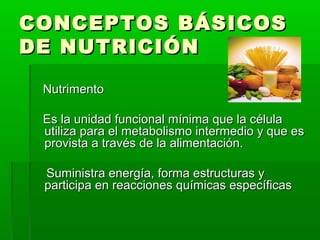 CONCEPTOS BÁSICOS
DE NUTRICIÓN
Nutrimento
Es la unidad funcional mínima que la célula
utiliza para el metabolismo intermedio y que es
provista a través de la alimentación.
Suministra energía, forma estructuras y
participa en reacciones químicas específicas